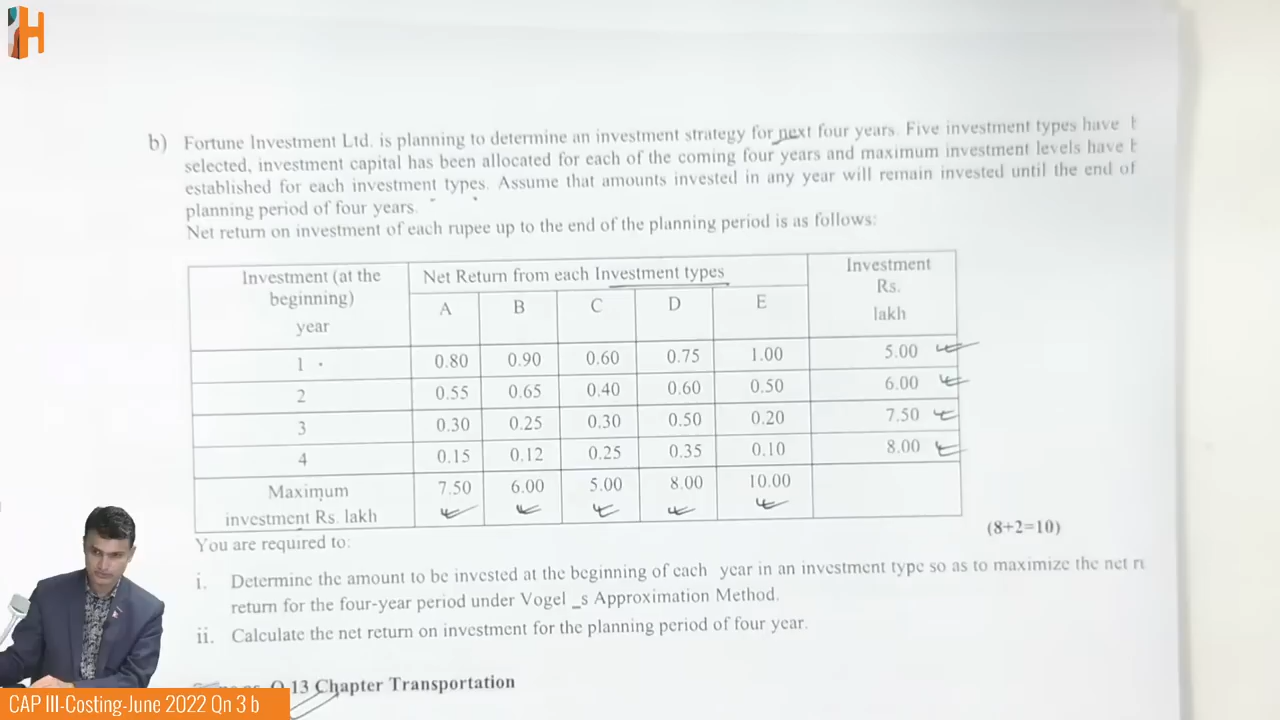 H
b) Fortune Investment Ltd. is planning to determine an investment strategy for next four years. Five investment types have
selected, investment capital has been allocated for each of the coming four years and maximum investment levels have
established for each investment types. Assume that amounts invested in any year will remain invested until the end of
planning period of four years.
Net return on investment of each rupee up to the end of the planning period is as follows:
Investment (at the beginning) year Net Return from each Investment types Investment Rs. lakh
A B C D E
1 0.80 0.90 0.60 0.75 1.00 5.00
2 0.55 0.65 0.40 0.60 0.50 6.00
3 0.30 0.25 0.30 0.50 0.20 7.50
4 0.15 0.12 0.25 0.35 0.10 8.00
Maximum investment Rs. lakh 7.50 6.00 5.00 8.00 10.00
(8+2=10)
You are required to:
i. Determine the amount to be invested at the beginning of each year in an investment type so as to maximize the net
return for the four-year period under Vogel _s Approximation Method.
ii. Calculate the net return on investment for the planning period of four year.
13 Chapter Transportation
CAP III-Costing-June 2022 Qn 3 b